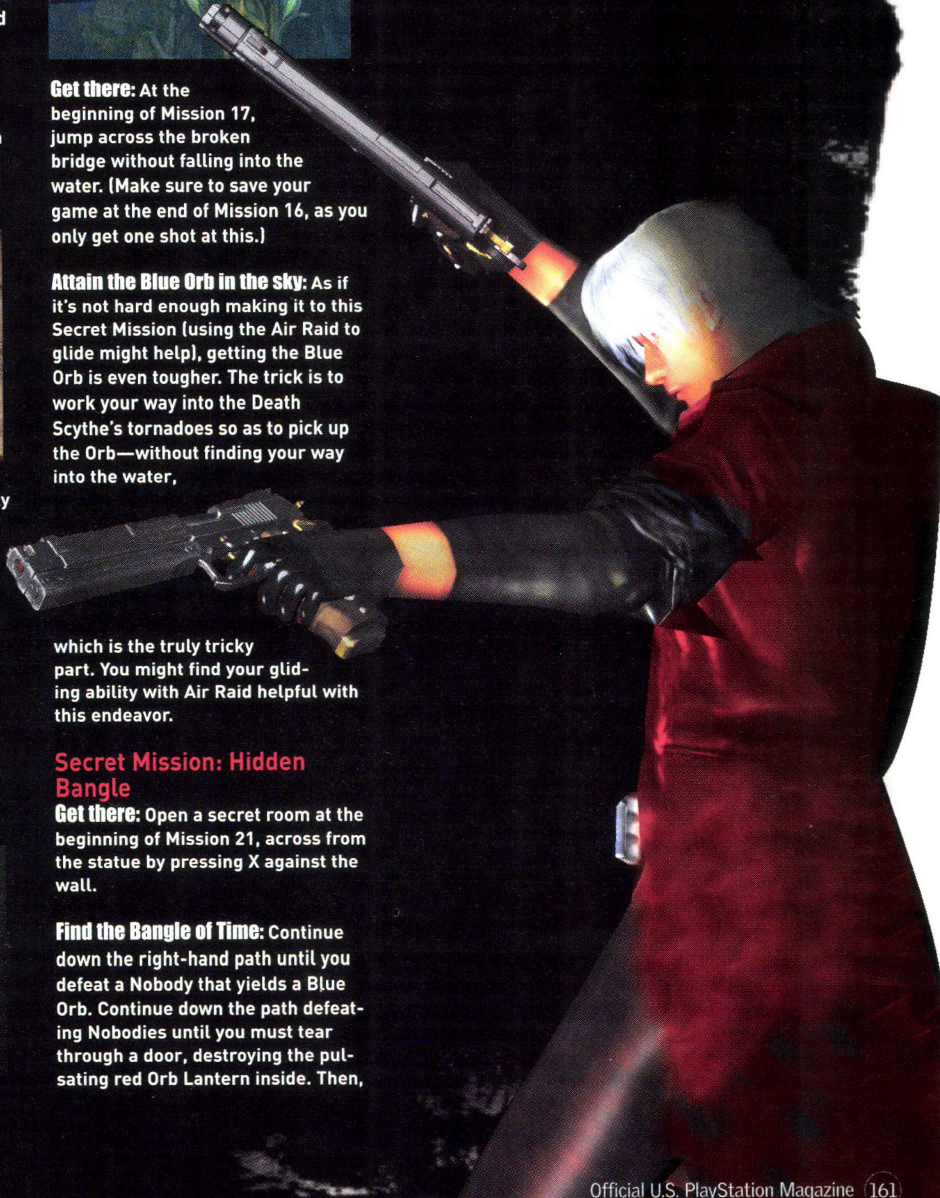 Get there: At the
beginning of Mission 17,
jump across the broken
bridge without falling into the
water. (Make sure to save your
game at the end of Mission 16, as you
only get one shot at this.)
Attain the Blue Orb in the sky: As if
it's not hard enough making it to this
Secret Mission (using the Air Raid to
glide might help), getting the Blue
Orb is even tougher. The trick is to
work your way into the Death
Scythe's tornadoes so as to pick up
the Orb—without finding your way
into the water,
which is the truly tricky
part. You might find your glid-
ing ability with Air Raid helpful with
this endeavor.
Secret Mission: Hidden
Bangle
Get there: Open a secret room at the
beginning of Mission 21, across from
the statue by pressing X against the
wall.
Find the Bangle of Time: Continue
down the right-hand path until you
defeat a Nobody that yields a Blue
Orb. Continue down the path defeat-
ing Nobodies until you must tear
through a door, destroying the pul-
sating red Orb Lantern inside. Then,
Official U.S. PlayStation Magazine 161